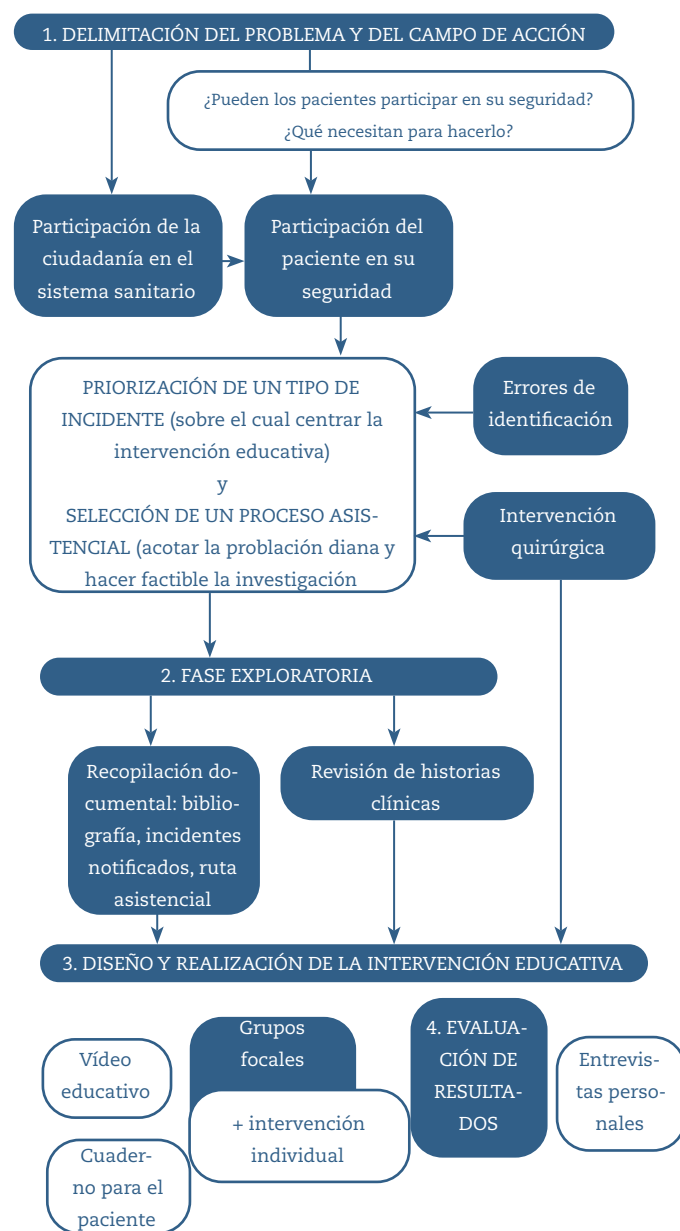 1. DELIMITACIÓN DEL PROBLEMA Y DEL CAMPO DE ACCIÓN
¿Pueden los pacientes participar en su seguridad?
¿Qué necesitan para hacerlo?
Participación de la
ciudadanía en el
sistema sanitario
Participación del
paciente en su
seguridad
PRIORIZACIÓN DE UN TIPO DE
INCIDENTE (sobre el cual centrar la
intervención educativa)
y
SELECCIÓN DE UN PROCESO ASIS-
TENCIAL (acotar la problación diana y
hacer factible la investigación
Errores de
identificación
Intervención
quirúrgica
2. FASE EXPLORATORIA
Recopilación do-
cumental: biblio-
grafía, incidentes
notificados, ruta
asistencial
Revisión de historias
clínicas
3. DISEÑO Y REALIZACIÓN DE LA INTERVENCIÓN EDUCATIVA
Vídeo
educativo
Cuader-
no para el
paciente
Grupos
focales
+ intervención
individual
4. EVALUA-
CIÓN DE
RESULTA-
DOS
Entrevis-
tas perso-
nales